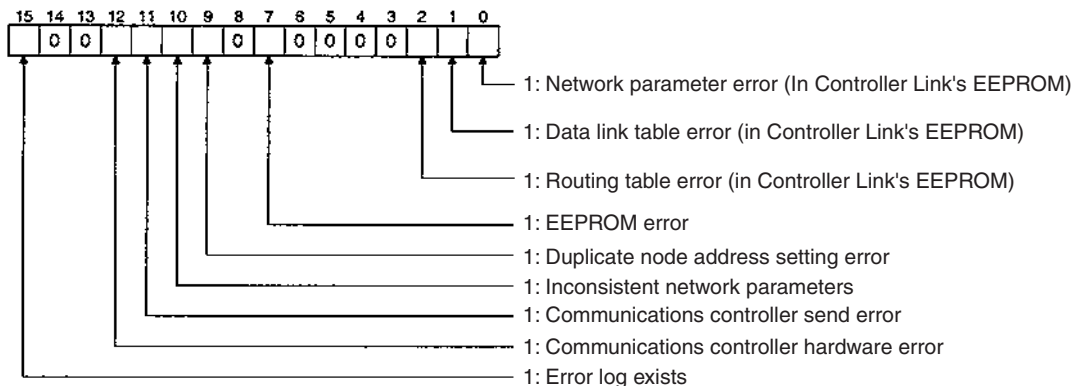 15 14 13 12 11 10 9 8 7 6 5 4 3 2 1 0
0 0 0 0 0 0 0
1: Network parameter error (In Controller Link's EEPROM)
1: Data link table error (in Controller Link's EEPROM)
1: Routing table error (in Controller Link's EEPROM)
1: EEPROM error
1: Duplicate node address setting error
1: Inconsistent network parameters
1: Communications controller send error
1: Communications controller hardware error
1: Error log exists